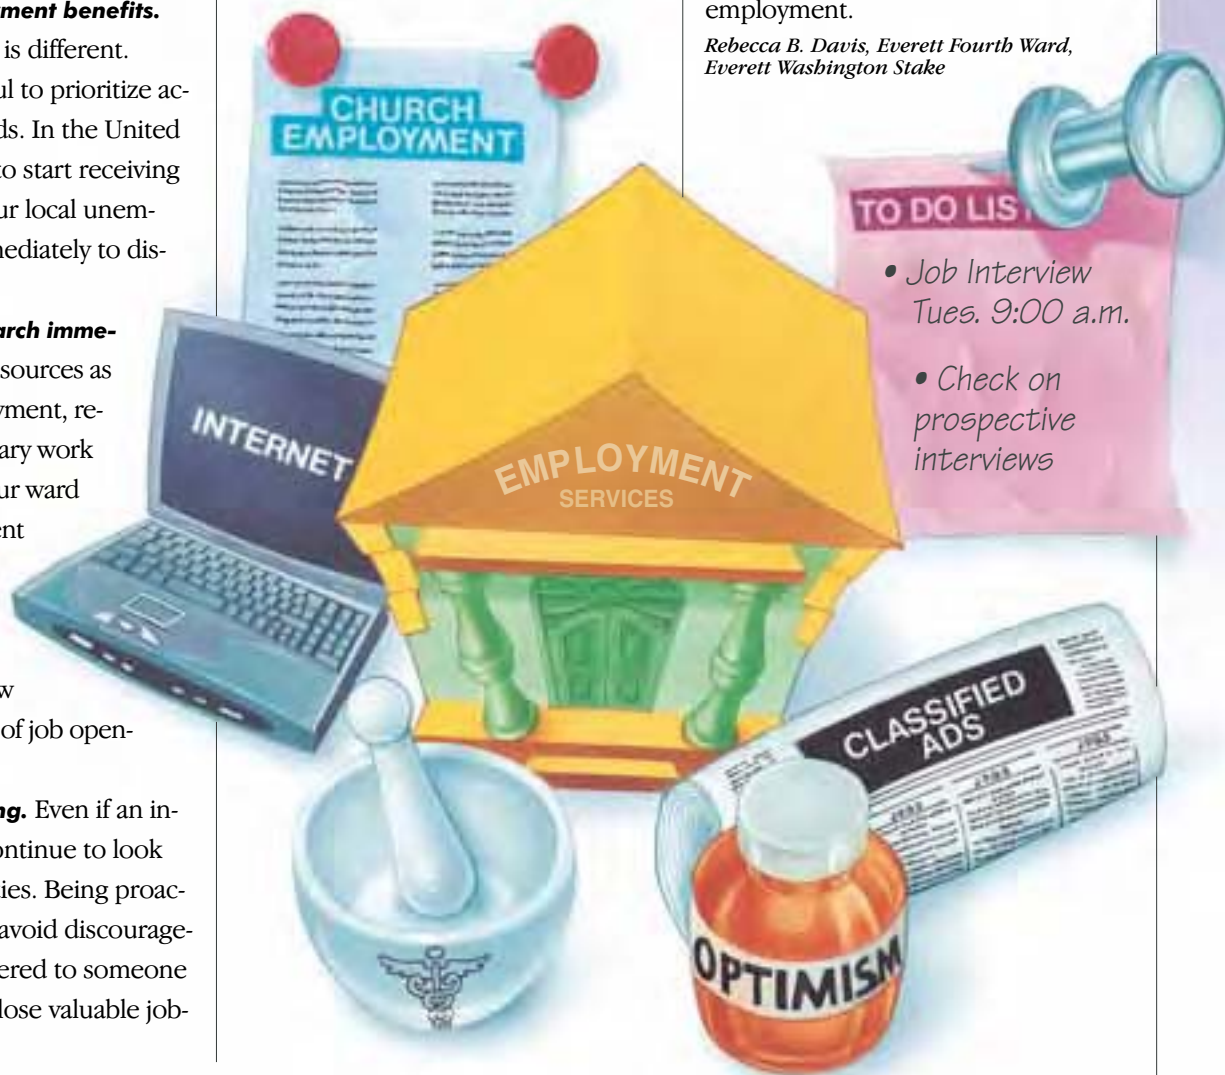 ment benefits.
is different.
ul to prioritize ac-
ds. In the United
to start receiving
ur local unem-
mediately to dis-
arch imme-
sources as
yment, re-
ary work
ur ward
ent
w
of job open-
ng. Even if an in-
ontinue to look
ies. Being proac-
avoid discourage-
ered to someone
lose valuable job-
employment.
Rebecca B. Davis, Everett Fourth Ward,
Everett Washington Stake
CHURCH
EMPLOYMENT
TO DO LIS
• Job Interview
Tues. 9:00 a.m.
• Check on
prospective
interviews
INTERNET
EMPLOYMENT
SERVICES
CLASSIFIED
ADS
JOBS
JOBS
JOBS
OPTIMISM